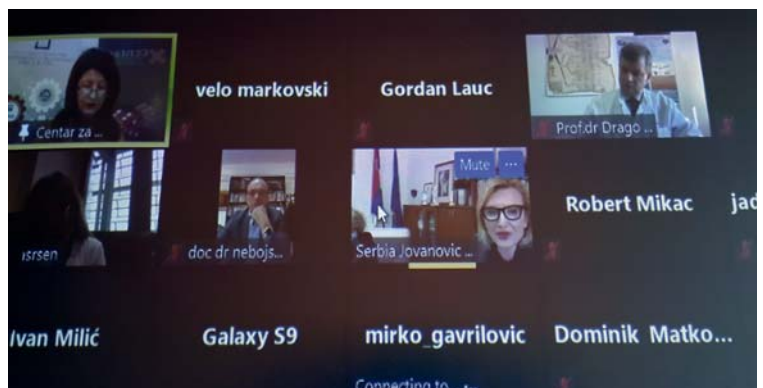 Centar za ...
velo markovski
Gordan Lauc
Prof.dr Drago ...
ısrsen
doc dr nebojs...
Mute ...
Serbia Jovanovic ...
Robert Mikac
jad
Ivan Milić
Galaxy S9
mirko_gavrilovic
Dominik Matko...
Connecting to